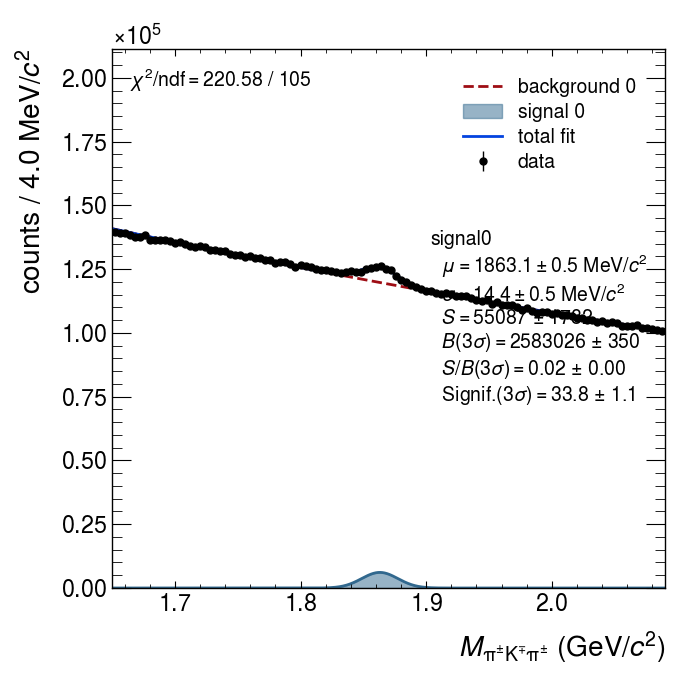 ×10⁵
counts / 4.0 MeV/c²
2.00
1.75
1.50
1.25
1.00
0.75
0.50
0.25
0.00
χ²/ndf = 220.58 / 105
background 0
signal 0
total fit
data
signal0
μ = 1863.1 ± 0.5 MeV/c²
14.4 ± 0.5 MeV/c²
S = 55087 ±
B(3σ) = 2583026 ± 350
S/B(3σ) = 0.02 ± 0.00
Signif.(3σ) = 33.8 ± 1.1
1.7
1.8
1.9
2.0
M_π±K∓π± (GeV/c²)